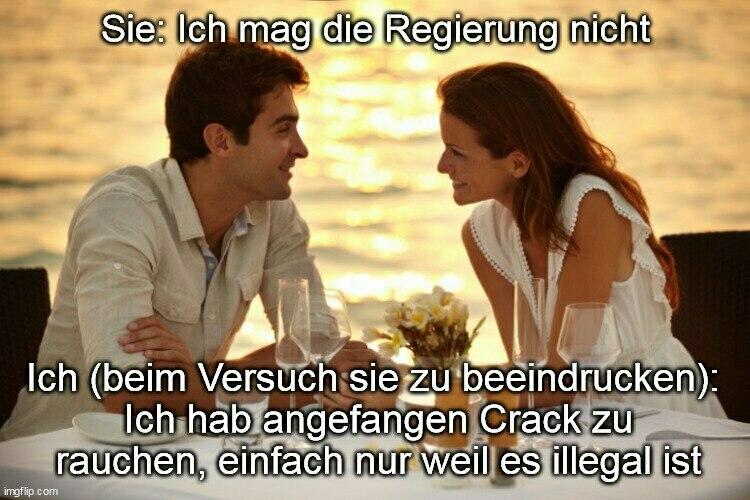 Sie: Ich mag die Regierung nicht
Ich (beim Versuch sie zu beeindrucken):
Ich hab angefangen Crack zu
rauchen, einfach nur weil es illegal ist
imgflip.com